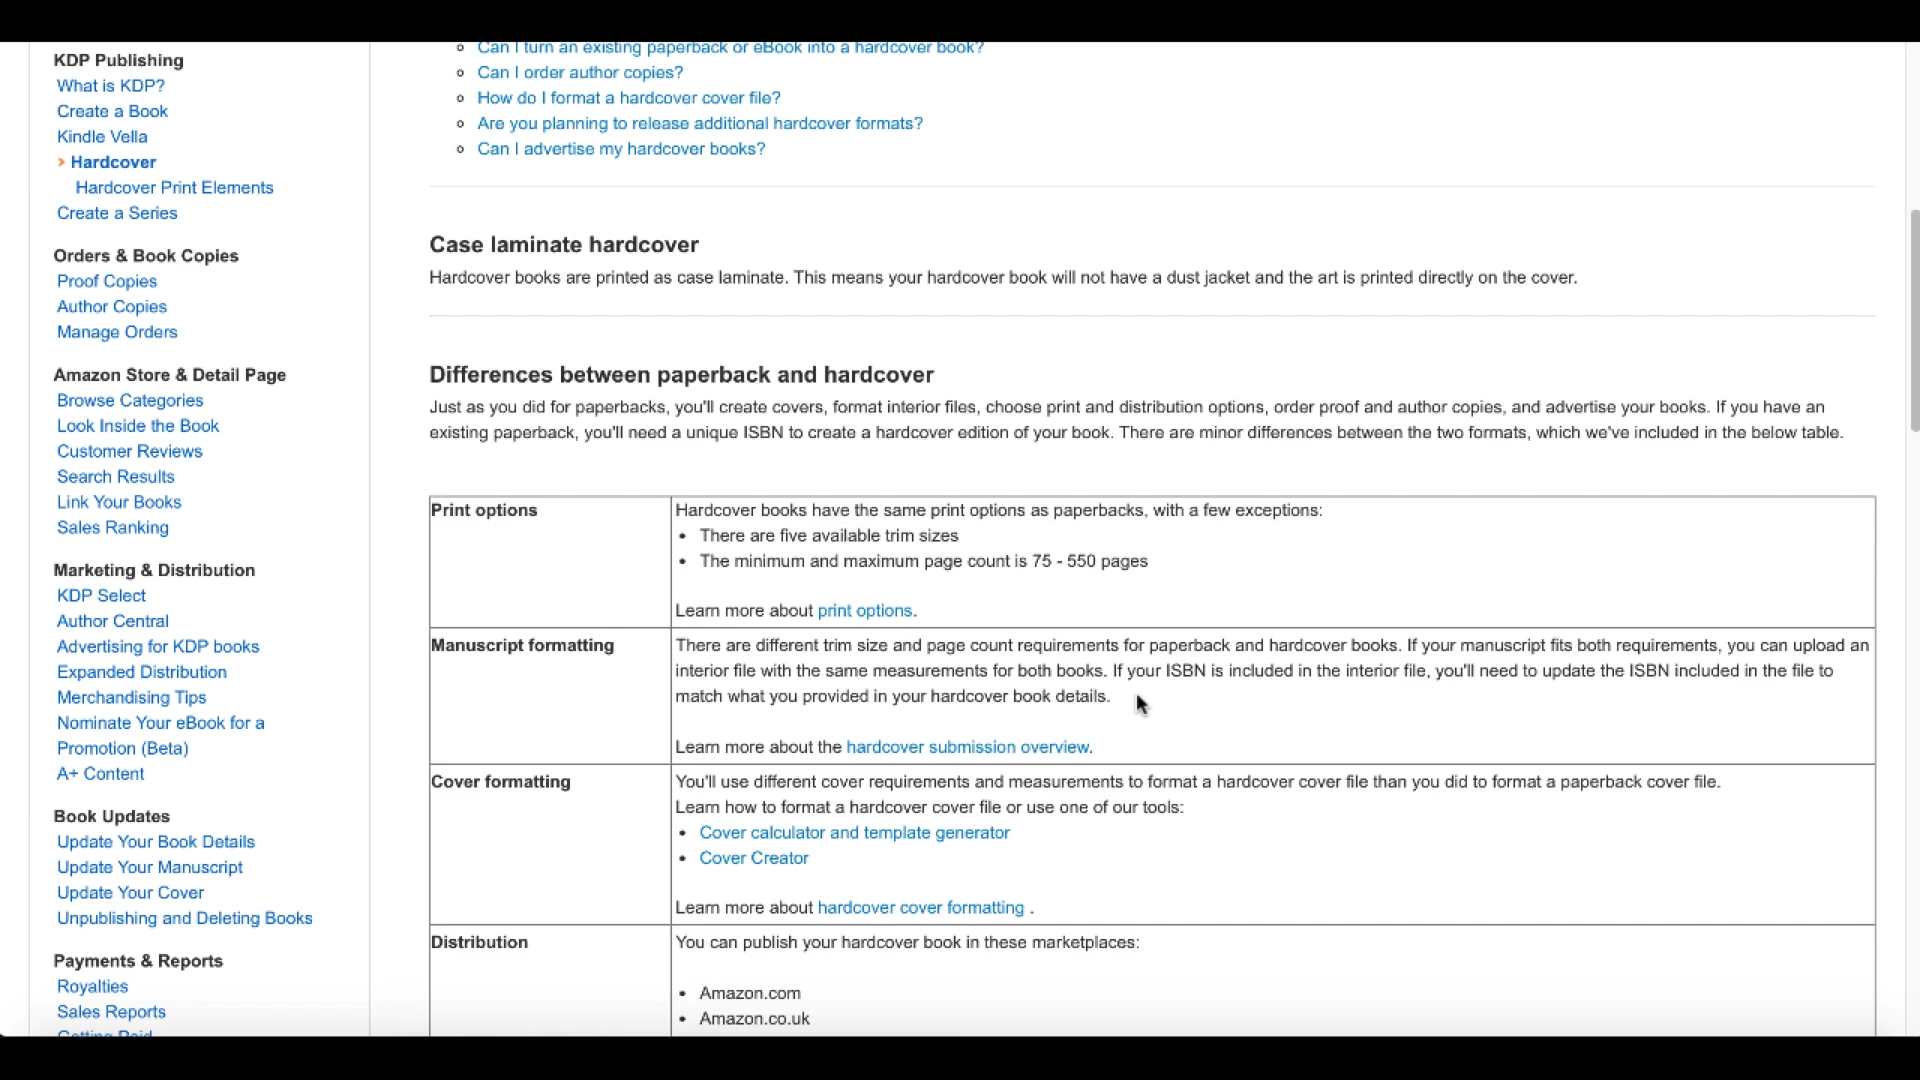 KDP Publishing
What is KDP?
Create a Book
Kindle Vella
Hardcover
Hardcover Print Elements
Create a Series
Orders & Book Copies
Proof Copies
Author Copies
Manage Orders
Amazon Store & Detail Page
Browse Categories
Look Inside the Book
Customer Reviews
Search Results
Link Your Books
Sales Ranking
Marketing & Distribution
KDP Select
Author Central
Advertising for KDP books
Expanded Distribution
Merchandising Tips
Nominate Your eBook for a
Promotion (Beta)
A+ Content
Book Updates
Update Your Book Details
Update Your Manuscript
Update Your Cover
Unpublishing and Deleting Books
Payments & Reports
Royalties
Sales Reports
Getting Paid
Can I turn an existing paperback or eBook into a hardcover book?
Can I order author copies?
How do I format a hardcover cover file?
Are you planning to release additional hardcover formats?
Can I advertise my hardcover books?
Case laminate hardcover
Hardcover books are printed as case laminate. This means your hardcover book will not have a dust jacket and the art is printed directly on the cover.
Differences between paperback and hardcover
Just as you did for paperbacks, you'll create covers, format interior files, choose print and distribution options, order proof and author copies, and advertise your books. If you have an
existing paperback, you'll need a unique ISBN to create a hardcover edition of your book. There are minor differences between the two formats, which we've included in the below table.
Print options
Hardcover books have the same print options as paperbacks, with a few exceptions:
• There are five available trim sizes
• The minimum and maximum page count is 75 - 550 pages
Learn more about print options.
Manuscript formatting
There are different trim size and page count requirements for paperback and hardcover books. If your manuscript fits both requirements, you can upload an
interior file with the same measurements for both books. If your ISBN is included in the interior file, you'll need to update the ISBN included in the file to
match what you provided in your hardcover book details.
Learn more about the hardcover submission overview.
Cover formatting
You'll use different cover requirements and measurements to format a hardcover cover file than you did to format a paperback cover file.
Learn how to format a hardcover cover file or use one of our tools:
• Cover calculator and template generator
• Cover Creator
Learn more about hardcover cover formatting .
Distribution
You can publish your hardcover book in these marketplaces:
• Amazon.com
• Amazon.co.uk